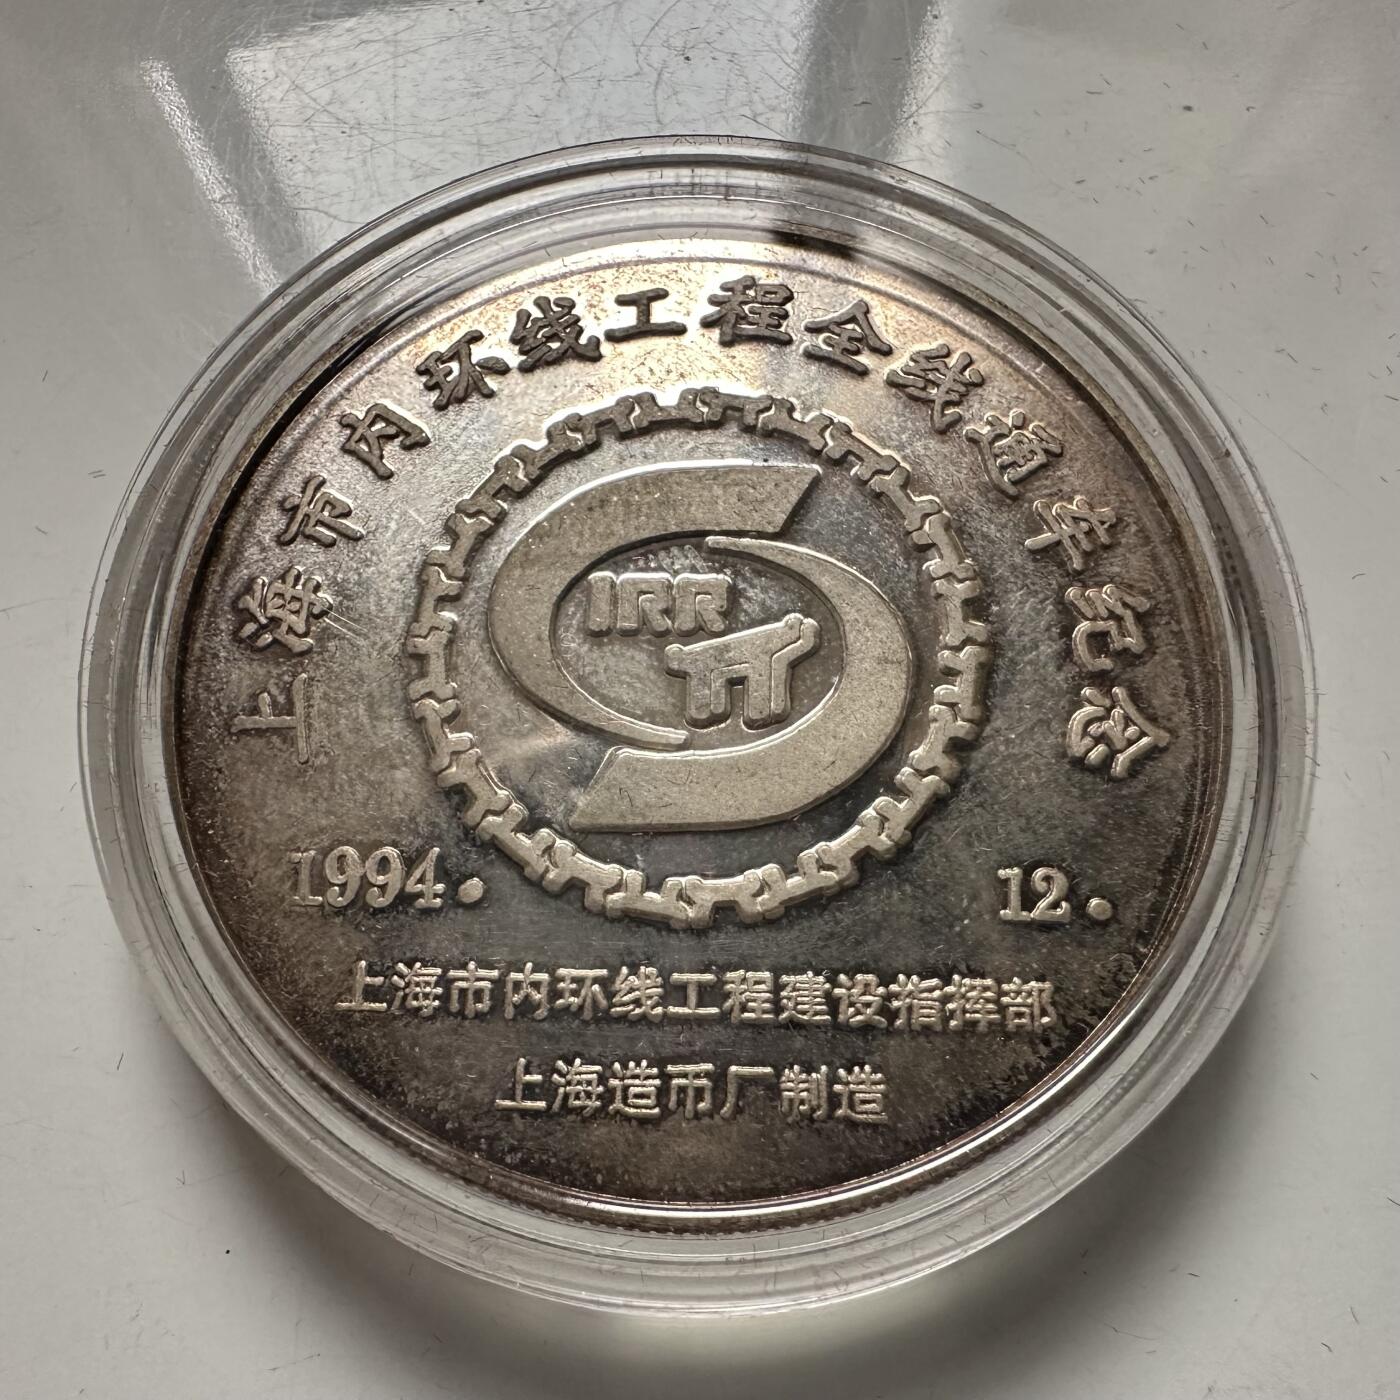 上海市内环线工程全线通车纪念
IRR
1994. 12.
上海市内环线工程建设指挥部
上海造币厂制造